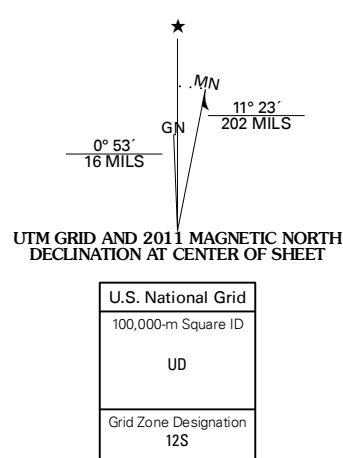 ★
MN
GN
11° 23´
202 MILS
0° 53´
16 MILS
UTM GRID AND 2011 MAGNETIC NORTH
DECLINATION AT CENTER OF SHEET
U.S. National Grid
100,000-m Square ID
UD
Grid Zone Designation
12S